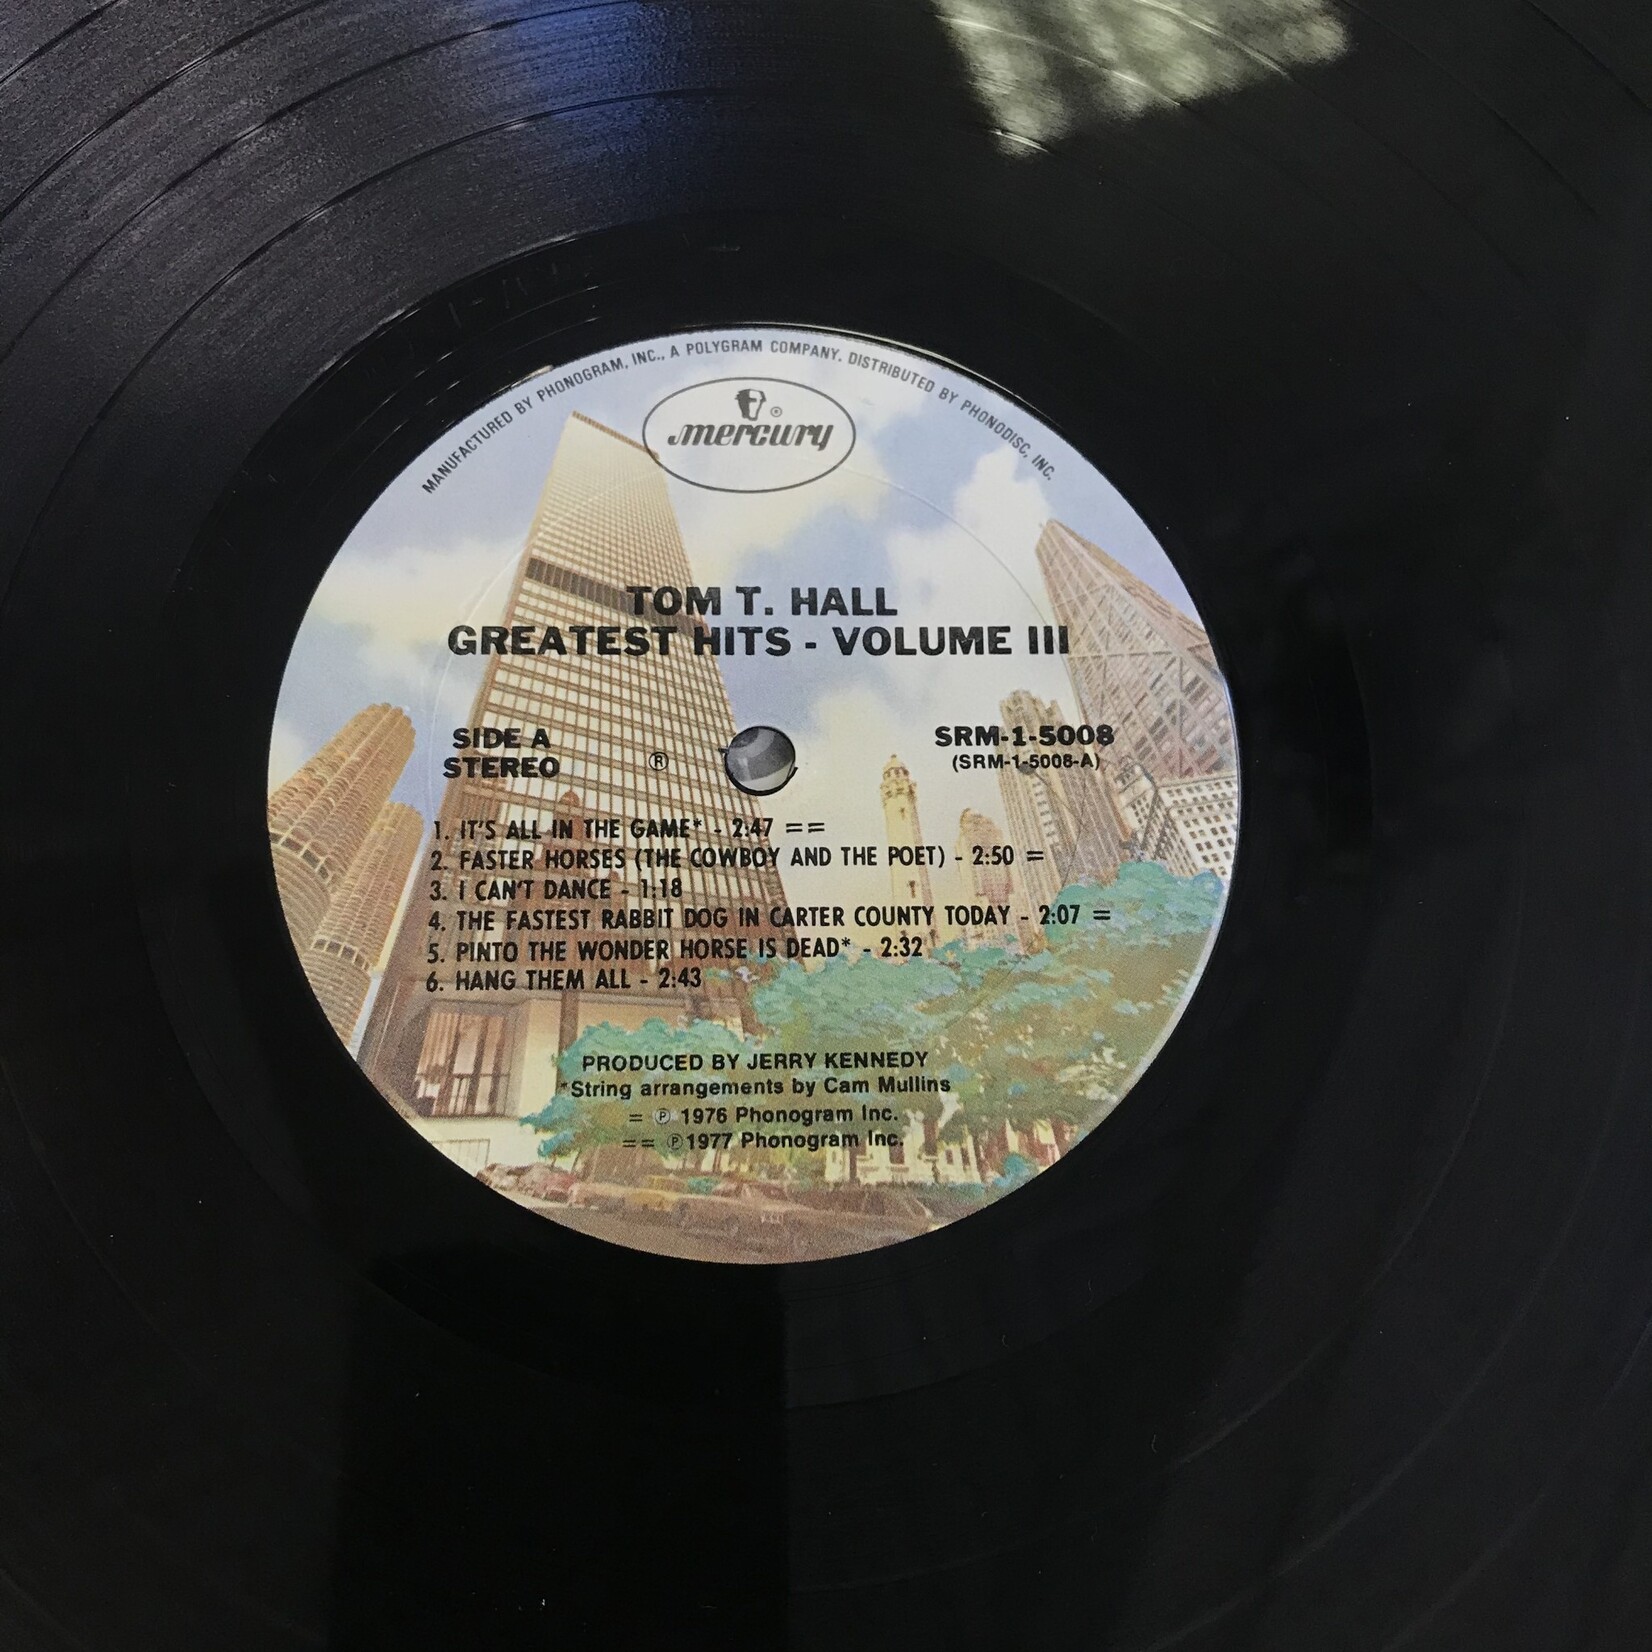 MANUFACTURED BY PHONOGRAM, INC., A POLYGRAM COMPANY. DISTRIBUTED BY PHONODISC, INC.
®
mercury
TOM T. HALL
GREATEST HITS - VOLUME III
SIDE A
STEREO
®
SRM-1-5008
(SRM-1-5008-A)
1. IT'S ALL IN THE GAME* - 2:47 ==
2. FASTER HORSES (THE COWBOY AND THE POET) - 2:50 =
3. I CAN'T DANCE - 1:18
4. THE FASTEST RABBIT DOG IN CARTER COUNTY TODAY - 2:07 =
5. PINTO THE WONDER HORSE IS DEAD* - 2:32
6. HANG THEM ALL - 2:43
PRODUCED BY JERRY KENNEDY
*String arrangements by Cam Mullins
= ℗ 1976 Phonogram Inc.
== ℗ 1977 Phonogram Inc.